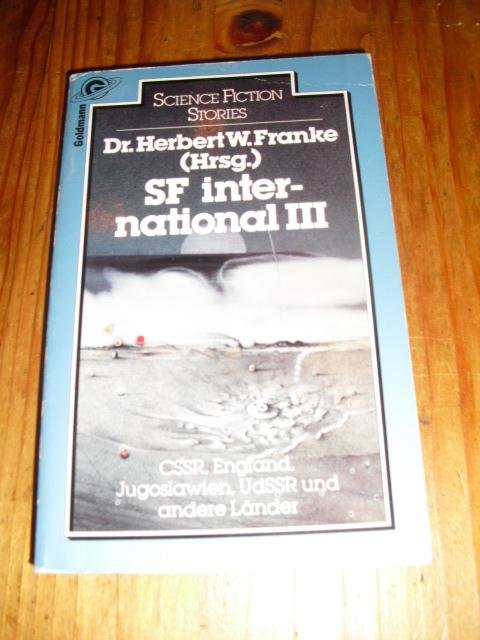 Goldmann
SCIENCE FICTION
STORIES
Dr. Herbert W. Franke
(Hrsg.)
SF inter-
national III
CSSR, England,
Jugoslawien, UdSSR und
andere Länder